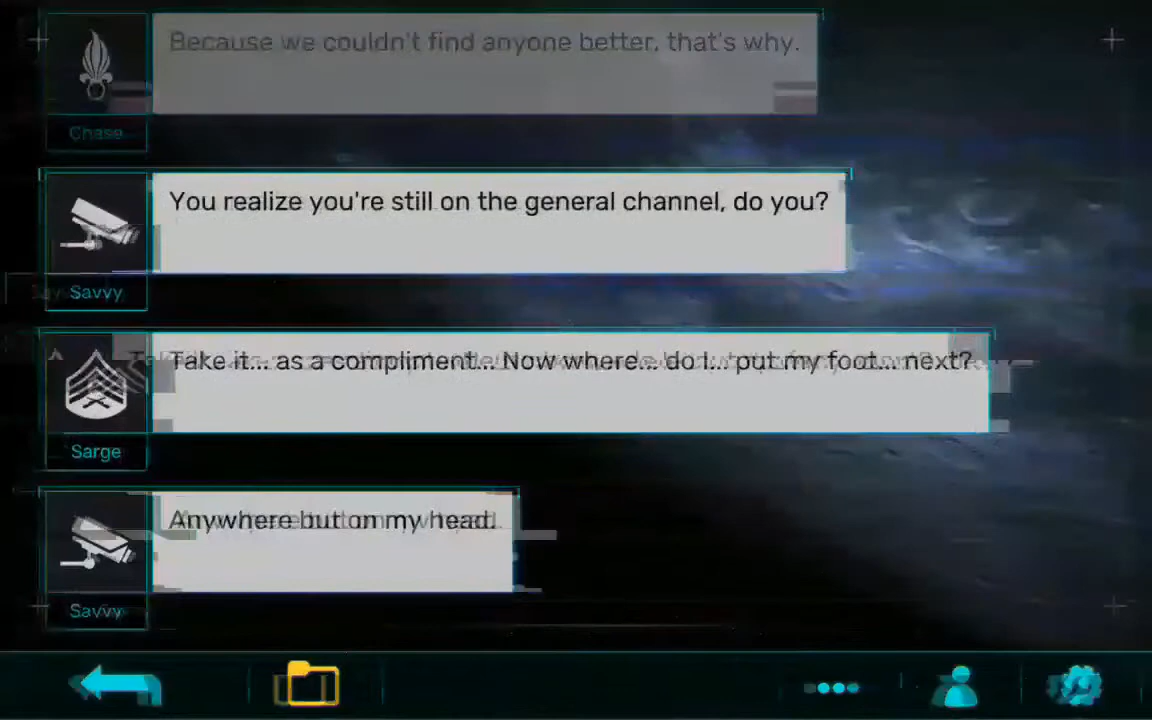 Because we couldn't find anyone better, that's why.
Chase
You realize you're still on the general channel, do you?
Savvy
Take it... as a compliment... Now where... do I... put my foot... next?
Sarge
Anywhere but on my head.
Savvy